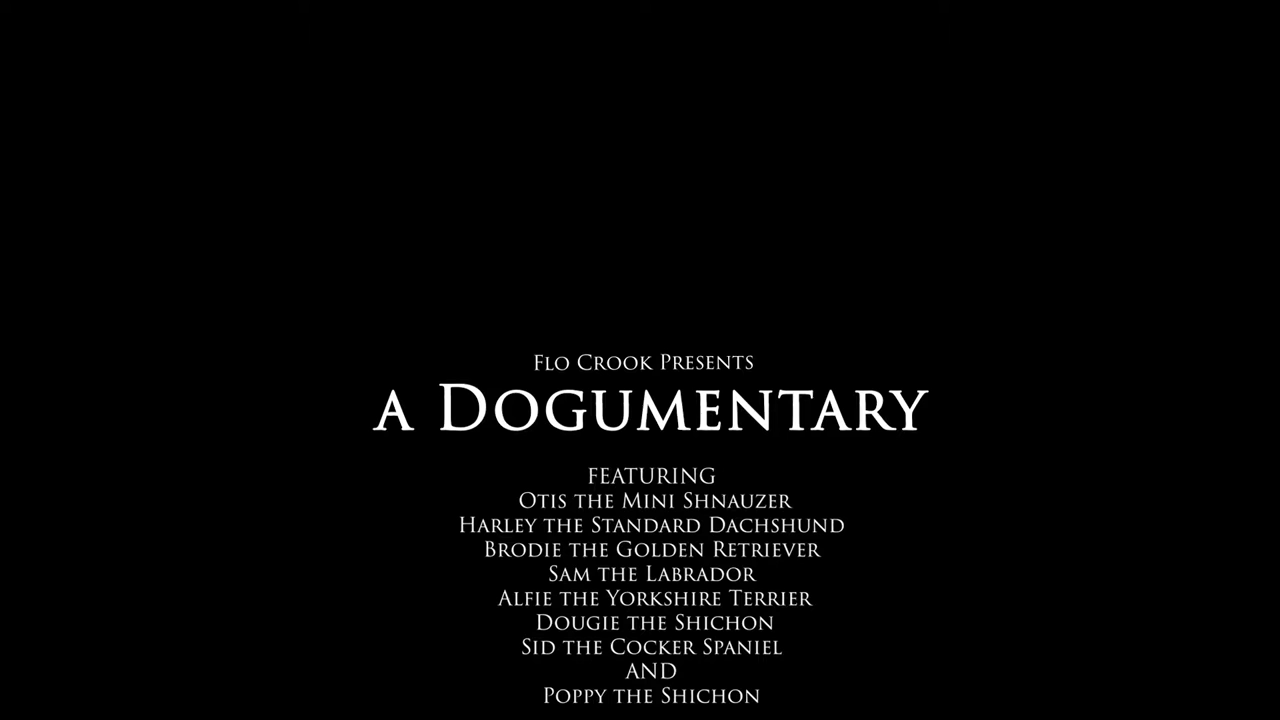 Flo Crook Presents
A Dogumentary
FEATURING
Otis the Mini Shnauzer
Harley the Standard Dachshund
Brodie the Golden Retriever
Sam the Labrador
Alfie the Yorkshire Terrier
Dougie the Shichon
Sid the Cocker Spaniel
AND
Poppy the Shichon